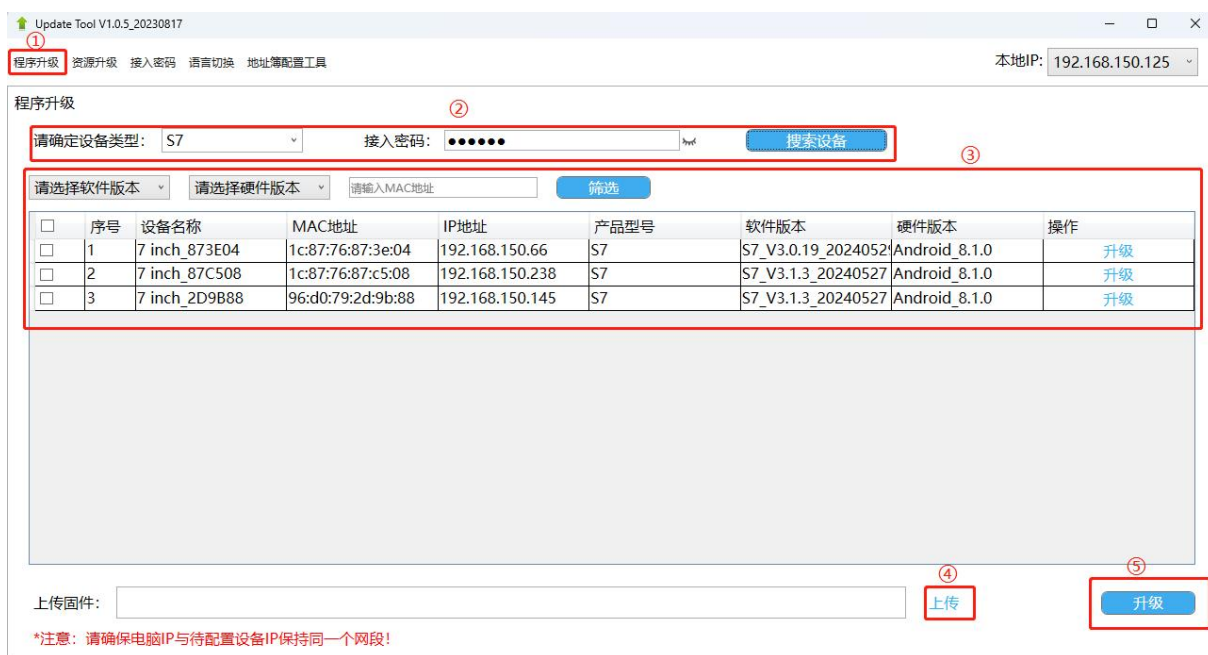 Update Tool V1.0.5_20230817
①
程序升级 资源升级 接入密码 语言切换 地址簿配置工具 本地IP: 192.168.150.125
程序升级
②
请确定设备类型: S7 接入密码: ●●●●●● 搜索设备
③
请选择软件版本 请选择硬件版本 请输入MAC地址 筛选
序号 设备名称 MAC地址 IP地址 产品型号 软件版本 硬件版本 操作
1 7 inch_873E04 1c:87:76:87:3e:04 192.168.150.66 S7 S7_V3.0.19_2024052 Android_8.1.0 升级
2 7 inch_87C508 1c:87:76:87:c5:08 192.168.150.238 S7 S7_V3.1.3_20240527 Android_8.1.0 升级
3 7 inch_2D9B88 96:d0:79:2d:9b:88 192.168.150.145 S7 S7_V3.1.3_20240527 Android_8.1.0 升级
④ ⑤
上传固件: 上传 升级
*注意: 请确保电脑IP与待配置设备IP保持同一个网段!